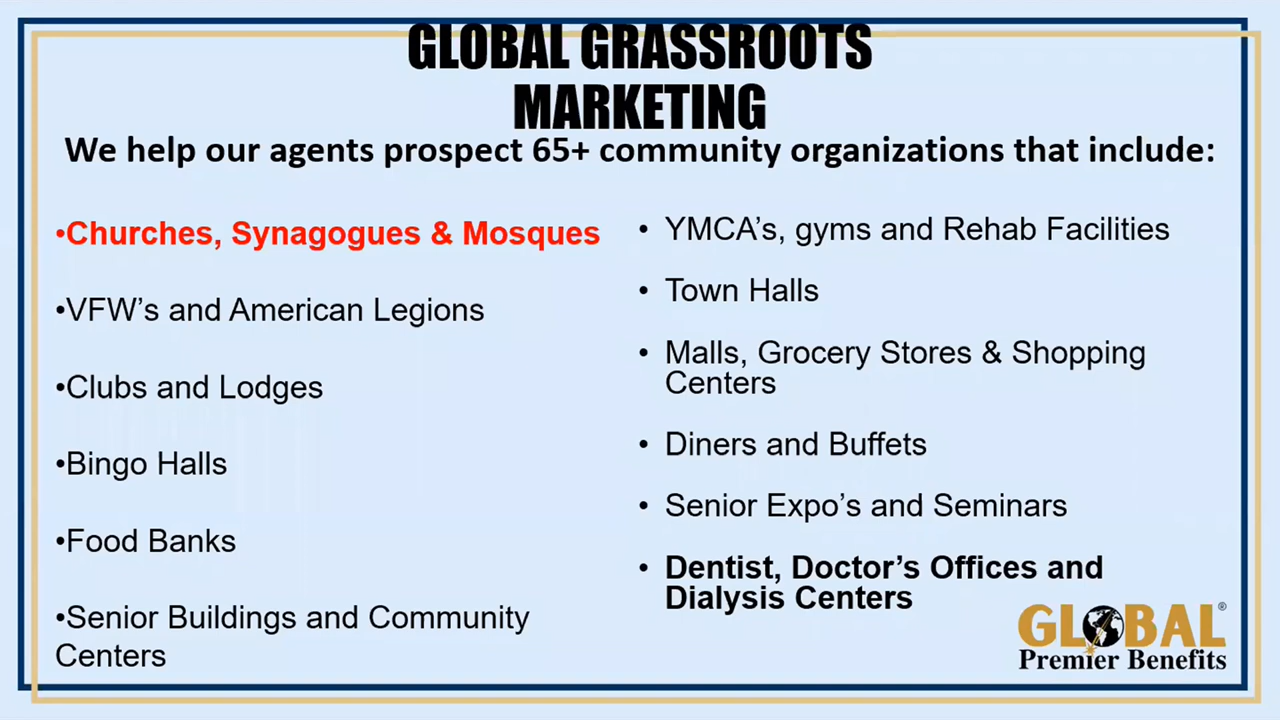 GLOBAL GRASSROOTS
MARKETING
We help our agents prospect 65+ community organizations that include:
•Churches, Synagogues & Mosques
•VFW’s and American Legions
•Clubs and Lodges
•Bingo Halls
•Food Banks
•Senior Buildings and Community
Centers
• YMCA’s, gyms and Rehab Facilities
• Town Halls
• Malls, Grocery Stores & Shopping
Centers
• Diners and Buffets
• Senior Expo’s and Seminars
• Dentist, Doctor’s Offices and
Dialysis Centers
GLOBAL®
Premier Benefits